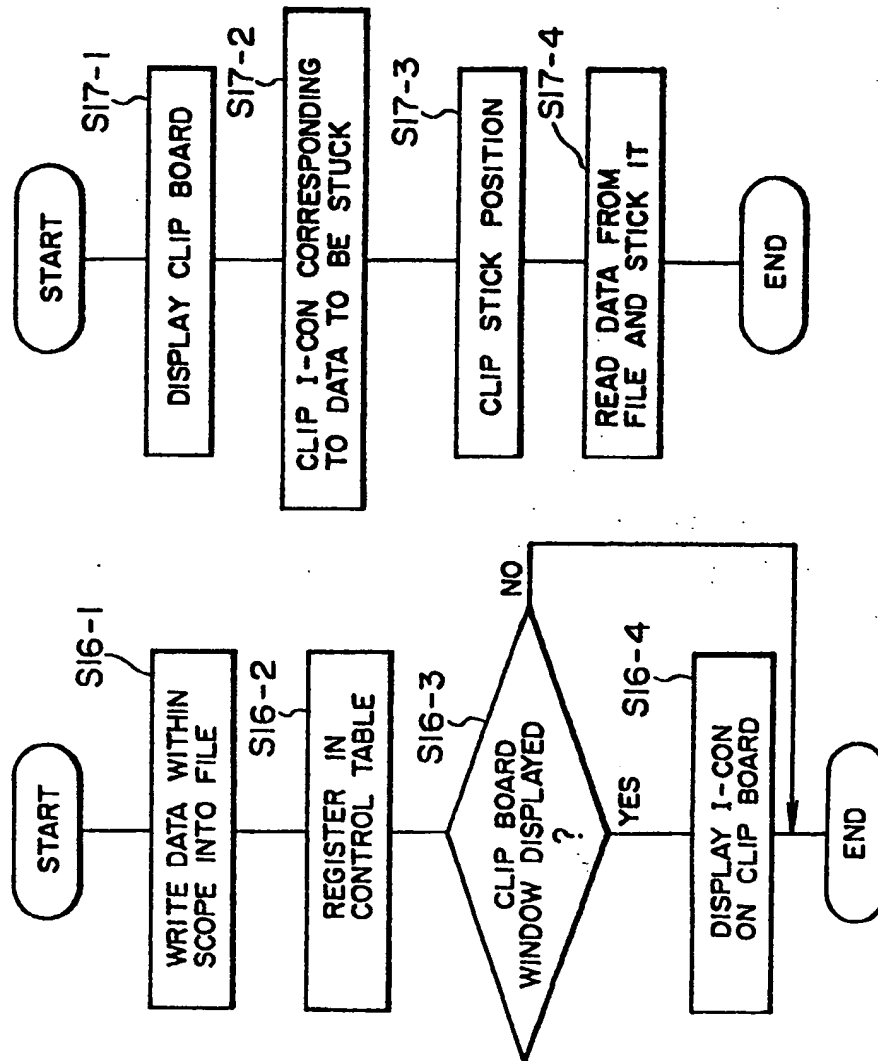 START
S16-1
WRITE DATA WITHIN
SCOPE INTO FILE
S16-2
REGISTER IN
CONTROL TABLE
S16-3
CLIP BOARD
WINDOW DISPLAYED
?
NO
YES
S16-4
DISPLAY I-CON
ON CLIP BOARD
END
START
S17-1
DISPLAY CLIP BOARD
S17-2
CLIP I-CON CORRESPONDING
TO DATA TO BE STUCK
S17-3
CLIP STICK POSITION
S17-4
READ DATA FROM
FILE AND STICK IT
END